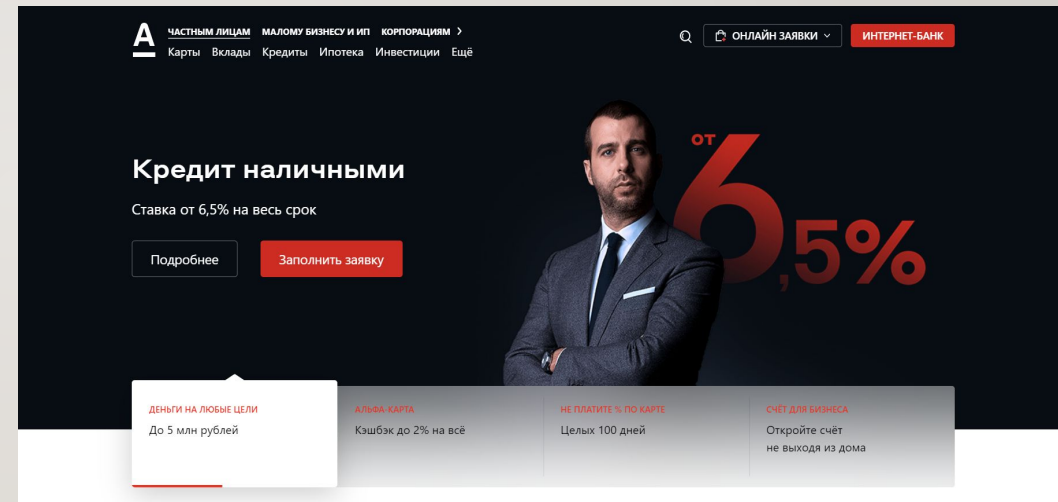 А
ЧАСТНЫМ ЛИЦАМ МАЛОМУ БИЗНЕСУ И ИП КОРПОРАЦИЯМ
Карты Вклады Кредиты Ипотека Инвестиции Ещё
ОНЛАЙН ЗАЯВКИ
ИНТЕРНЕТ-БАНК
Кредит наличными
Ставка от 6,5% на весь срок
Подробнее
Заполнить заявку
от 6,5%
ДЕНЬГИ НА ЛЮБЫЕ ЦЕЛИ
До 5 млн рублей
АЛЬФА-КАРТА
Кэшбэк до 2% на всё
НЕ ПЛАТИТЕ % ПО КАРТЕ
Целых 100 дней
СЧЁТ ДЛЯ БИЗНЕСА
Откройте счёт
не выходя из дома